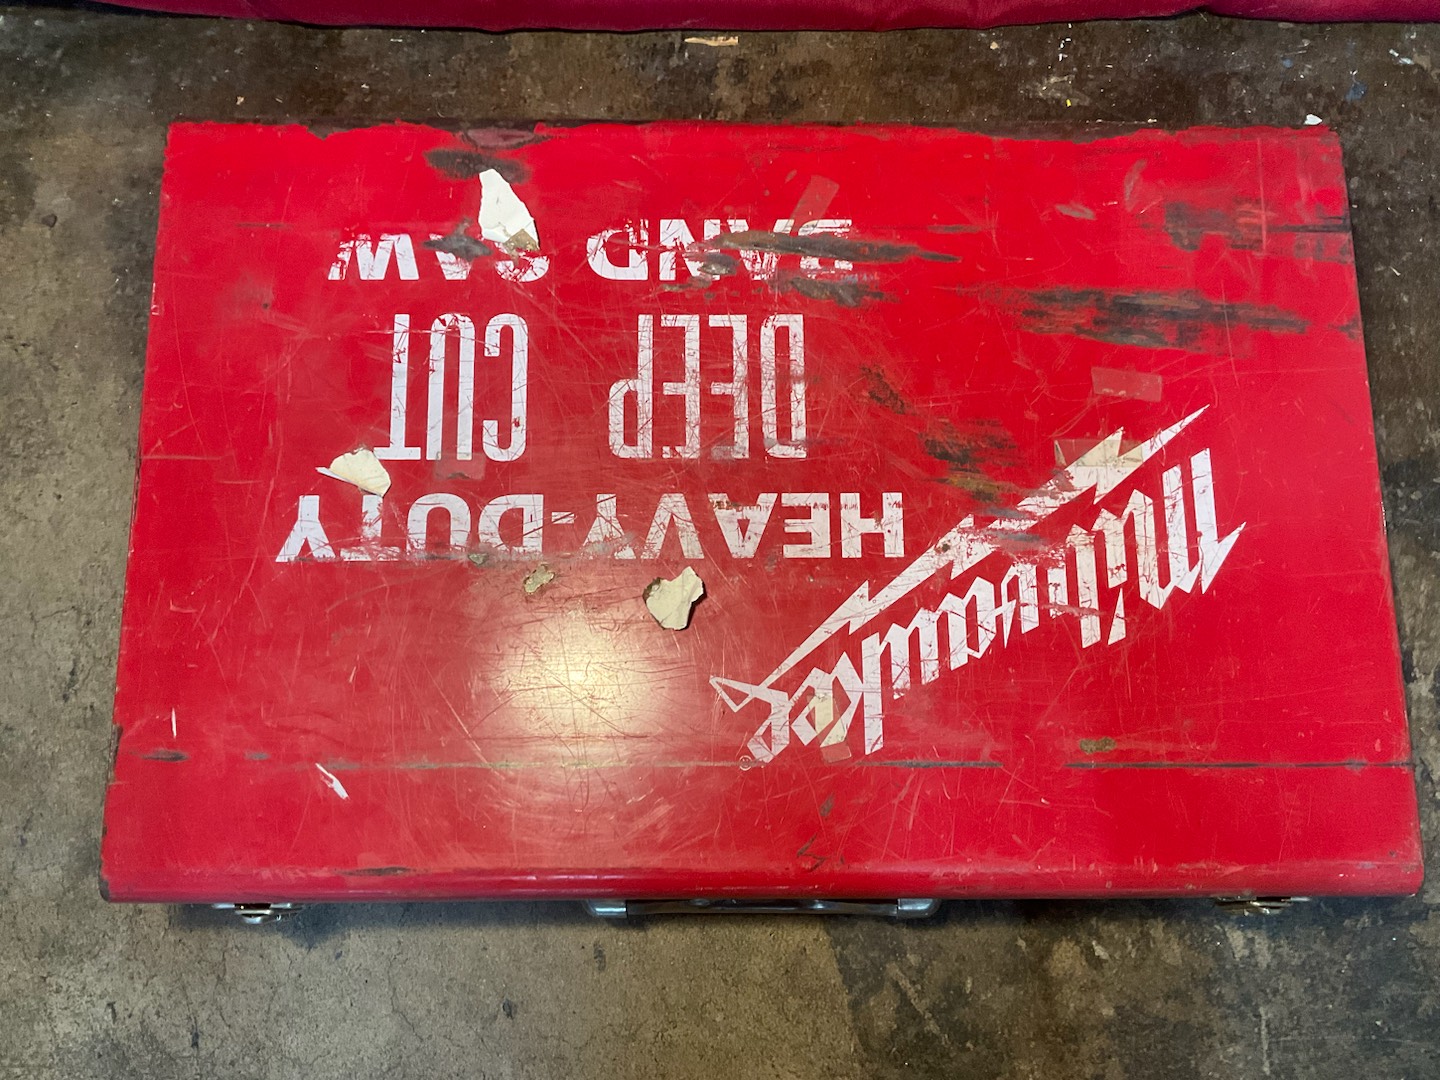 Milwaukee
HEAVY-DUTY
DEEP CUT
BAND SAW